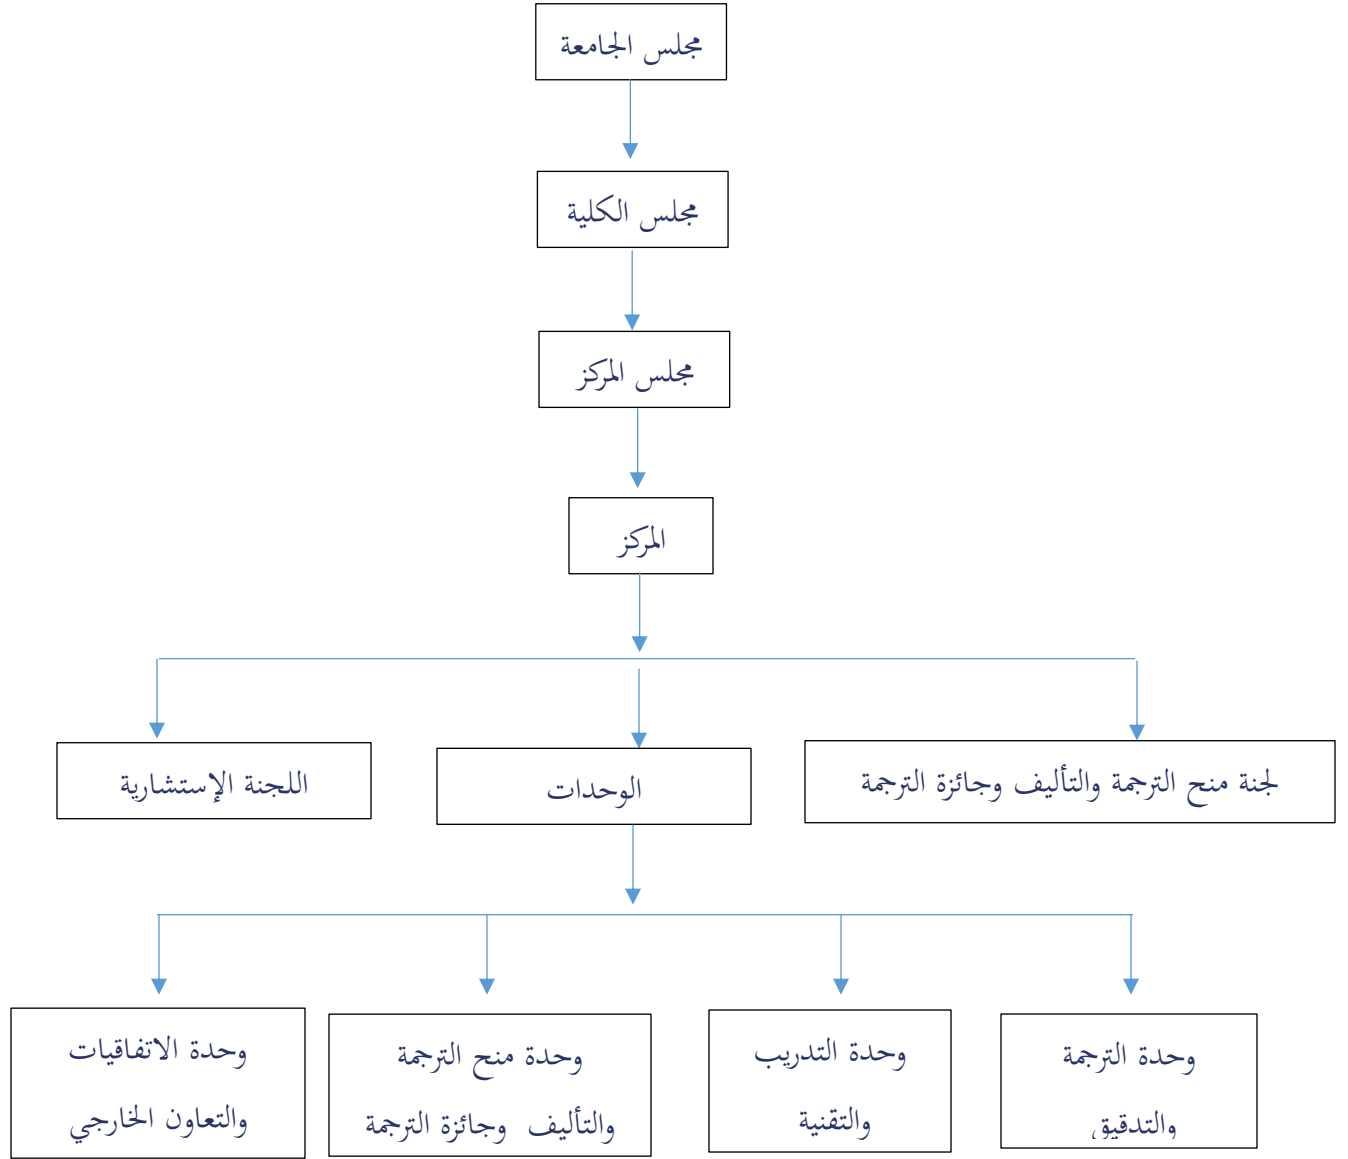 مجلس الجامعة
مجلس الكلية
مجلس المركز
المركز
لجنة منح الترجمة والتأليف وجائزة الترجمة
الوحدات
اللجنة الإستشارية
وحدة الترجمة
والتدقيق
وحدة التدريب
والتقنية
وحدة منح الترجمة
والتأليف وجائزة الترجمة
وحدة الاتفاقيات
والتعاون الخارجي